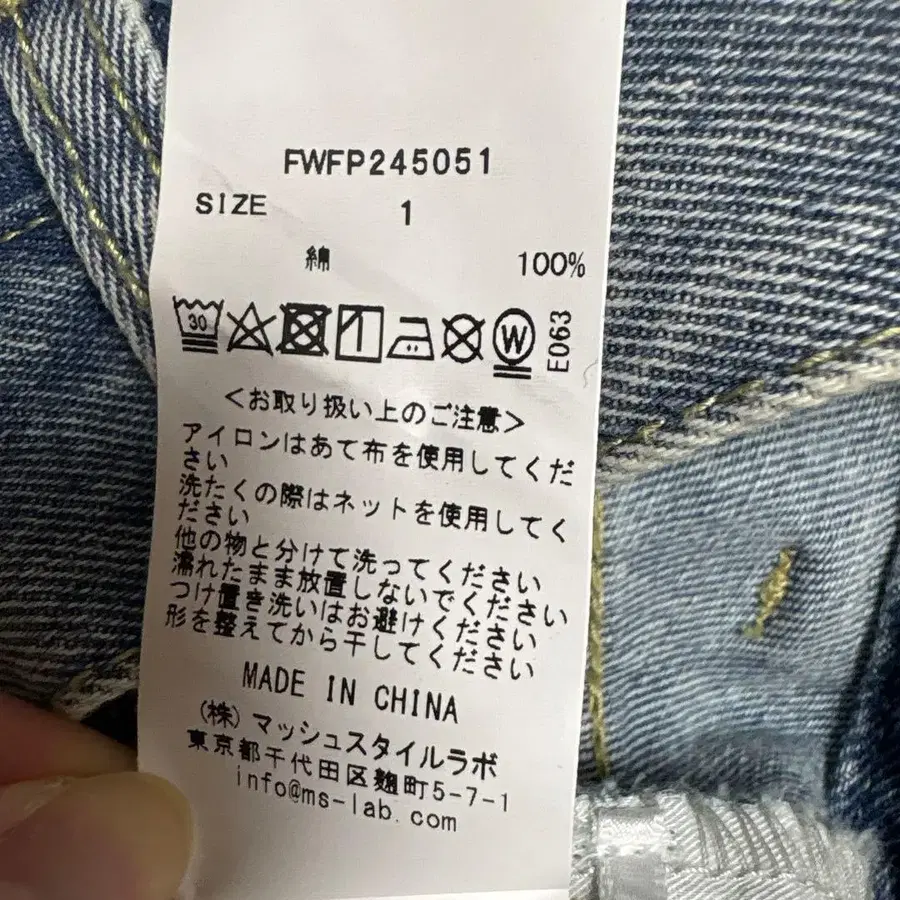 FWFP245051
SIZE 1
綿 100%
30 W E063
<お取り扱い上のご注意>
アイロンはあて布を使用してくだ
さい
洗たくの際はネットを使用してく
ださい
他の物と分けて洗ってください
濡れたまま放置しないでください
つけ置き洗いはお避けください
形を整えてから干してください
MADE IN CHINA
(株)マッシュスタイルラボ
東京都千代田区麹町5-7-1
info@ms-lab.com